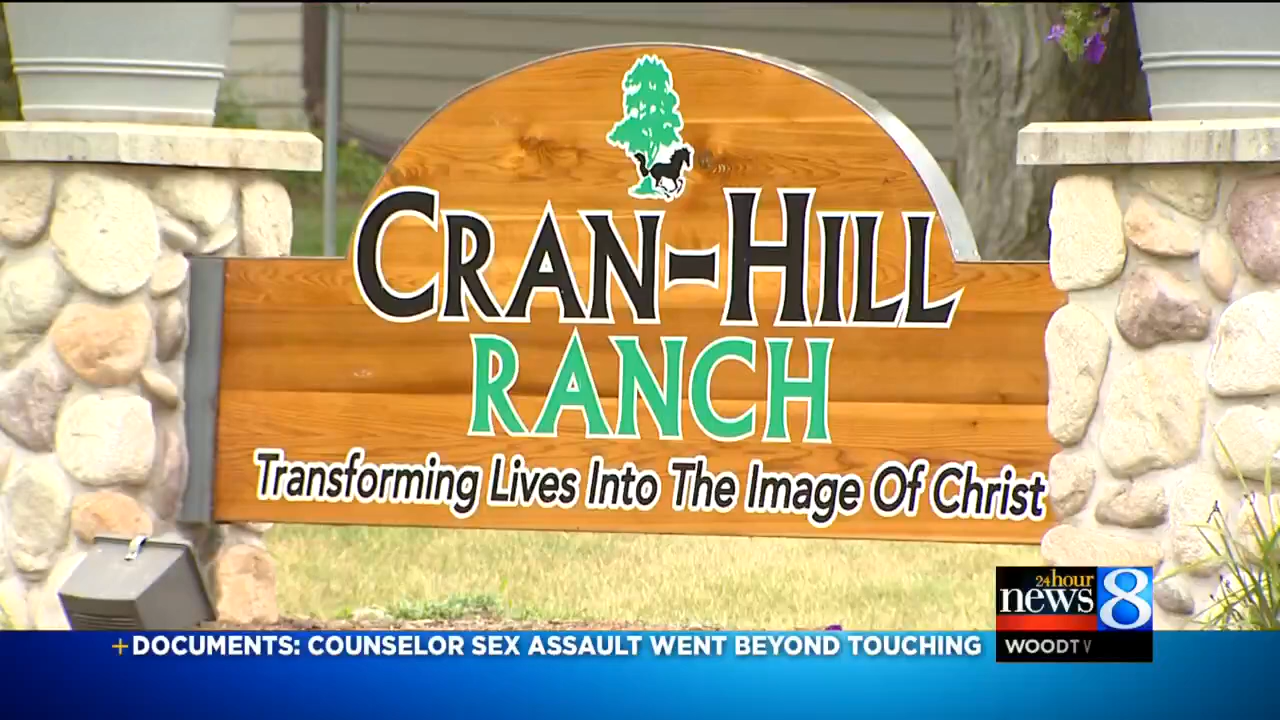 CRAN-HILL
RANCH
Transforming Lives Into The Image Of Christ
24hour
news 8
WOODTV
+DOCUMENTS: COUNSELOR SEX ASSAULT WENT BEYOND TOUCHING